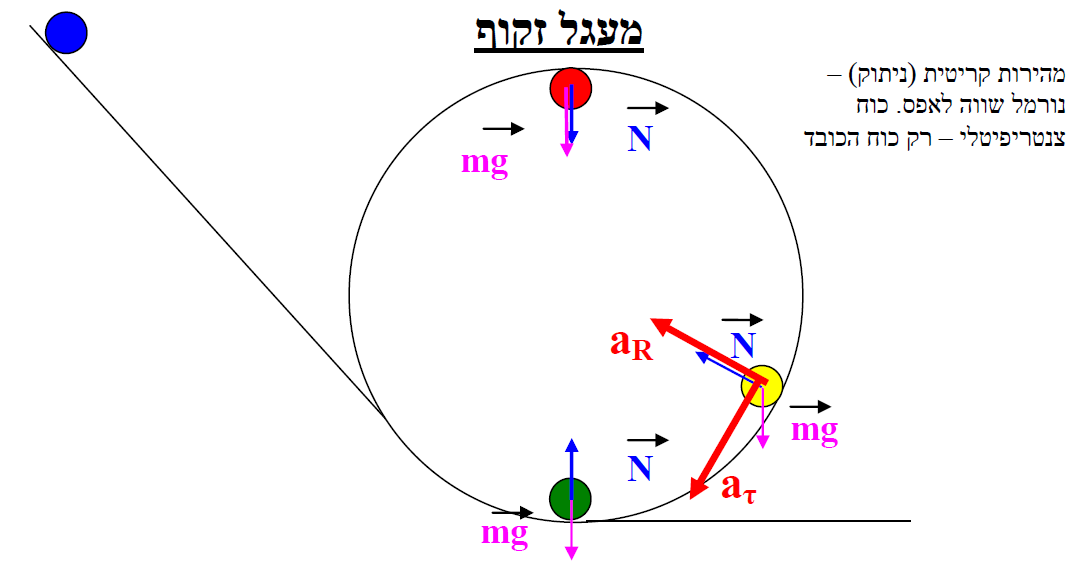 מעגל זקוף
מהירות קריטית (ניתוק) –
נורמל שווה לאפס. כוח
צנטריפיטלי – רק כוח הכובד
N
mg
N
aR
mg
N
aτ
mg